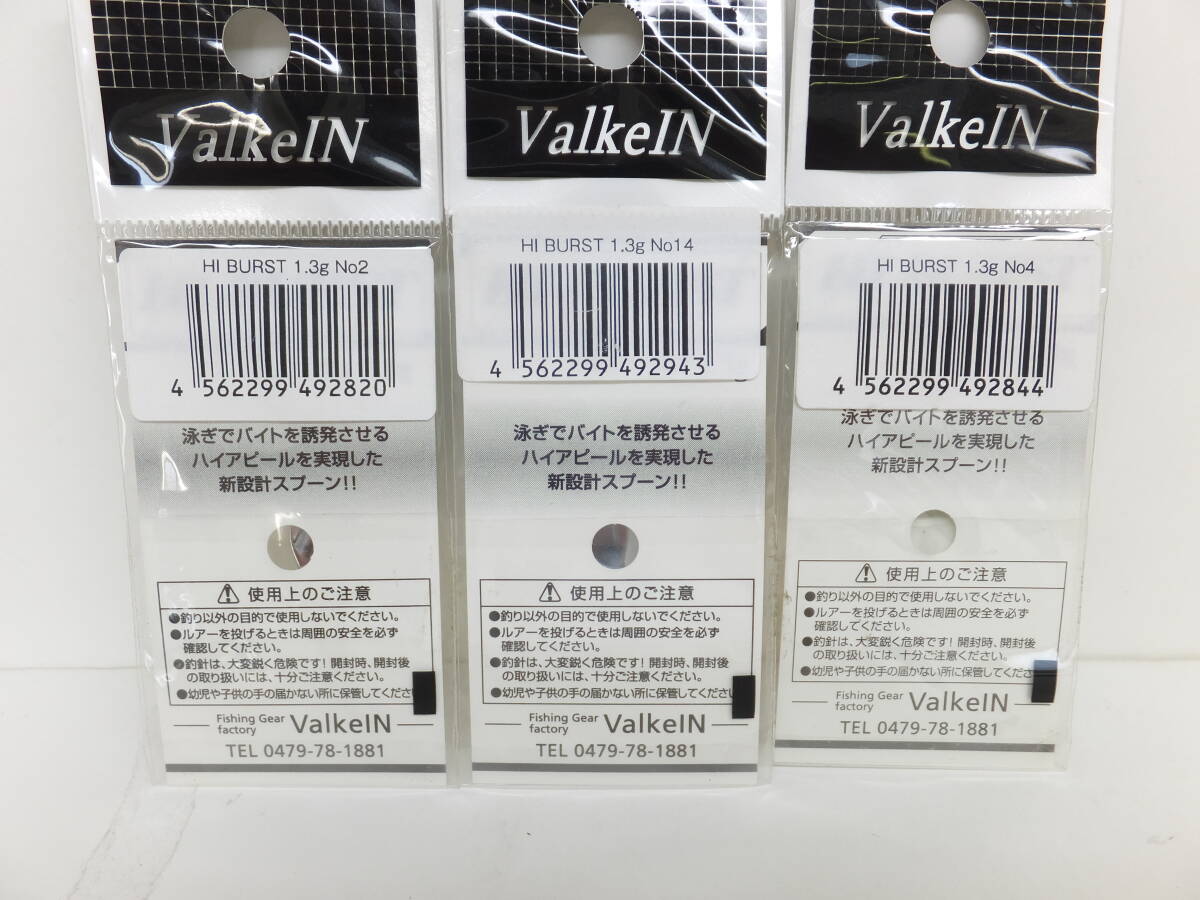 ValkeIN
HI BURST 1.3g No2
4 562299 492820
泳ぎでバイトを誘発させる
ハイアピールを実現した
新設計スプーン!!
使用上のご注意
●釣り以外の目的で使用しないでください。
●ルアーを投げるときは周囲の安全を必ず
確認してください。
●釣針は、大変鋭く危険です! 開封時、開封後
の取り扱いには、十分ご注意ください。
●幼児や子供の手の届かない所に保管してくださ
Fishing Gear
factory
ValkeIN
TEL 0479-78-1881
ValkeIN
HI BURST 1.3g No14
4 562299 492943
泳ぎでバイトを誘発させる
ハイアピールを実現した
新設計スプーン!!
使用上のご注意
●釣り以外の目的で使用しないでください。
●ルアーを投げるときは周囲の安全を必ず
確認してください。
●釣針は、大変鋭く危険です! 開封時、開封後
の取り扱いには、十分ご注意ください。
●幼児や子供の手の届かない所に保管してくださ
Fishing Gear
factory
ValkeIN
TEL 0479-78-1881
ValkeIN
HI BURST 1.3g No4
4 562299 492844
泳ぎでバイトを誘発させる
ハイアピールを実現した
新設計スプーン!!
使用上のご注意
●釣り以外の目的で使用しないでください。
●ルアーを投げるときは周囲の安全を必ず
確認してください。
●釣針は、大変鋭く危険です! 開封時、開封後
の取り扱いには、十分ご注意ください。
●幼児や子供の手の届かない所に保管してくださ
Fishing Gear
factory
ValkeIN
TEL 0479-78-1881